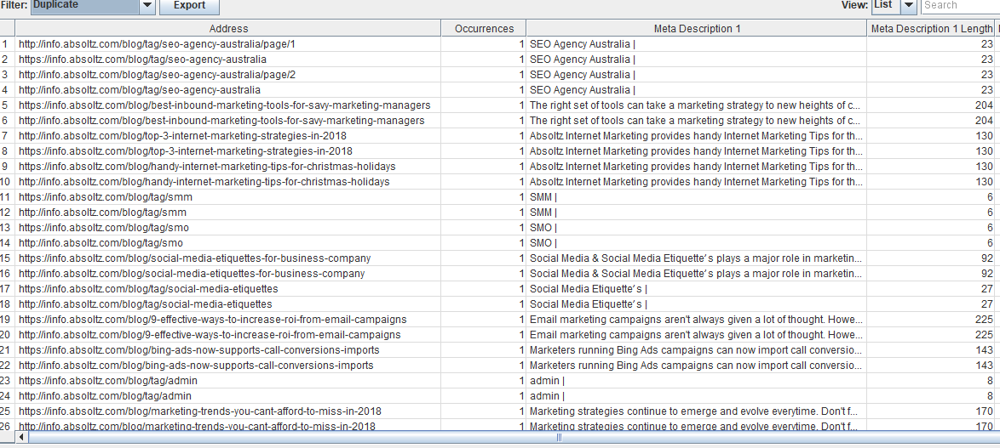 Filter: Duplicate Export View: List Search
Address Occurrences Meta Description 1 Meta Description 1 Length
1 http://info.absoltz.com/blog/tag/seo-agency-australia/page/1 1 SEO Agency Australia | 23
2 https://info.absoltz.com/blog/tag/seo-agency-australia 1 SEO Agency Australia | 23
3 http://info.absoltz.com/blog/tag/seo-agency-australia/page/2 1 SEO Agency Australia | 23
4 http://info.absoltz.com/blog/tag/seo-agency-australia 1 SEO Agency Australia | 23
5 https://info.absoltz.com/blog/best-inbound-marketing-tools-for-savy-marketing-managers 1 The right set of tools can take a marketing strategy to new heights of c... 204
6 http://info.absoltz.com/blog/best-inbound-marketing-tools-for-savy-marketing-managers 1 The right set of tools can take a marketing strategy to new heights of c... 204
7 http://info.absoltz.com/blog/top-3-internet-marketing-strategies-in-2018 1 Absoltz Internet Marketing provides handy Internet Marketing Tips for th... 130
8 https://info.absoltz.com/blog/top-3-internet-marketing-strategies-in-2018 1 Absoltz Internet Marketing provides handy Internet Marketing Tips for th... 130
9 https://info.absoltz.com/blog/handy-internet-marketing-tips-for-christmas-holidays 1 Absoltz Internet Marketing provides handy Internet Marketing Tips for th... 130
10 http://info.absoltz.com/blog/handy-internet-marketing-tips-for-christmas-holidays 1 Absoltz Internet Marketing provides handy Internet Marketing Tips for th... 130
11 https://info.absoltz.com/blog/tag/smm 1 SMM | 6
12 http://info.absoltz.com/blog/tag/smm 1 SMM | 6
13 https://info.absoltz.com/blog/tag/smo 1 SMO | 6
14 http://info.absoltz.com/blog/tag/smo 1 SMO | 6
15 https://info.absoltz.com/blog/social-media-etiquettes-for-business-company 1 Social Media & Social Media Etiquette's plays a major role in marketin... 92
16 http://info.absoltz.com/blog/social-media-etiquettes-for-business-company 1 Social Media & Social Media Etiquette's plays a major role in marketin... 92
17 https://info.absoltz.com/blog/tag/social-media-etiquettes 1 Social Media Etiquette's | 27
18 http://info.absoltz.com/blog/tag/social-media-etiquettes 1 Social Media Etiquette's | 27
19 https://info.absoltz.com/blog/9-effective-ways-to-increase-roi-from-email-campaigns 1 Email marketing campaigns aren't always given a lot of thought. Howe... 225
20 http://info.absoltz.com/blog/9-effective-ways-to-increase-roi-from-email-campaigns 1 Email marketing campaigns aren't always given a lot of thought. Howe... 225
21 https://info.absoltz.com/blog/bing-ads-now-supports-call-conversions-imports 1 Marketers running Bing Ads campaigns can now import call conversio... 143
22 http://info.absoltz.com/blog/bing-ads-now-supports-call-conversions-imports 1 Marketers running Bing Ads campaigns can now import call conversio... 143
23 https://info.absoltz.com/blog/tag/admin 1 admin | 8
24 http://info.absoltz.com/blog/tag/admin 1 admin | 8
25 https://info.absoltz.com/blog/marketing-trends-you-cant-afford-to-miss-in-2018 1 Marketing strategies continue to emerge and evolve everytime. Don't f... 170
26 http://info.absoltz.com/blog/marketing-trends-you-cant-afford-to-miss-in-2018 1 Marketing strategies continue to emerge and evolve everytime. Don't f... 170